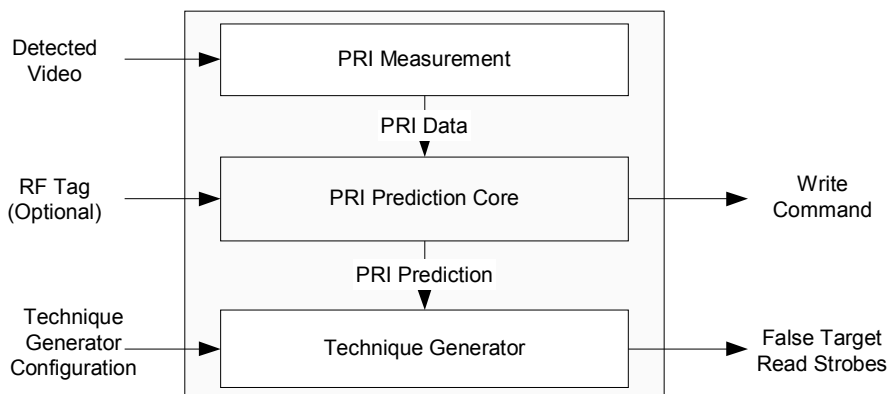 Detected
Video
PRI Measurement
PRI Data
RF Tag
(Optional)
PRI Prediction Core
Write
Command
PRI Prediction
Technique
Generator
Configuration
Technique Generator
False Target
Read Strobes